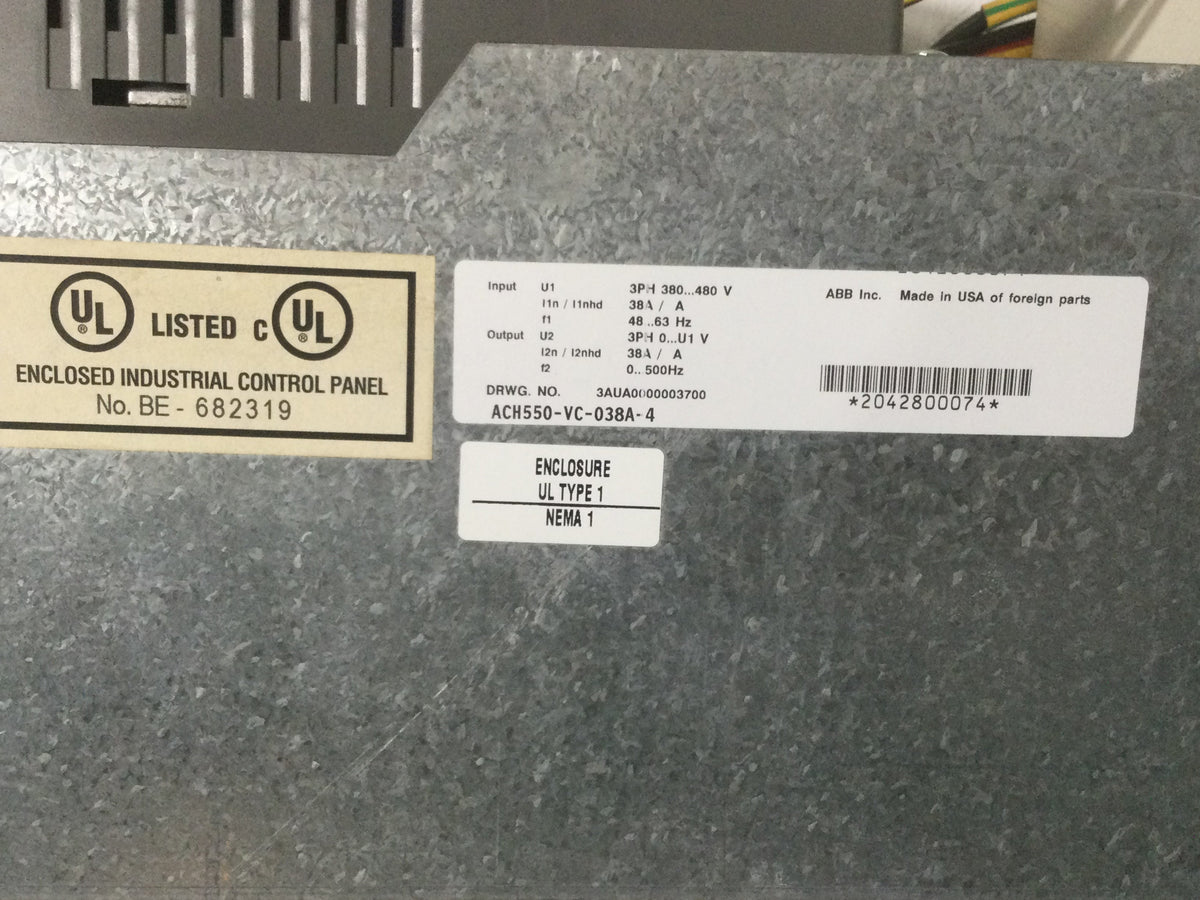 UL
®
LISTED
C
UL
®
ENCLOSED INDUSTRIAL CONTROL PANEL
No. BE - 682319
Input U1 3PH 380...480 V
I1n / I1nhd 38A / A
f1 48..63 Hz
Output U2 3PH 0...U1 V
I2n / I2nhd 38A / A
f2 0.. 500Hz
DRWG. NO. 3AUA0000003700
ACH550-VC-038A-4
ABB Inc. Made in USA of foreign parts
*2042800074*
ENCLOSURE
UL TYPE 1
NEMA 1